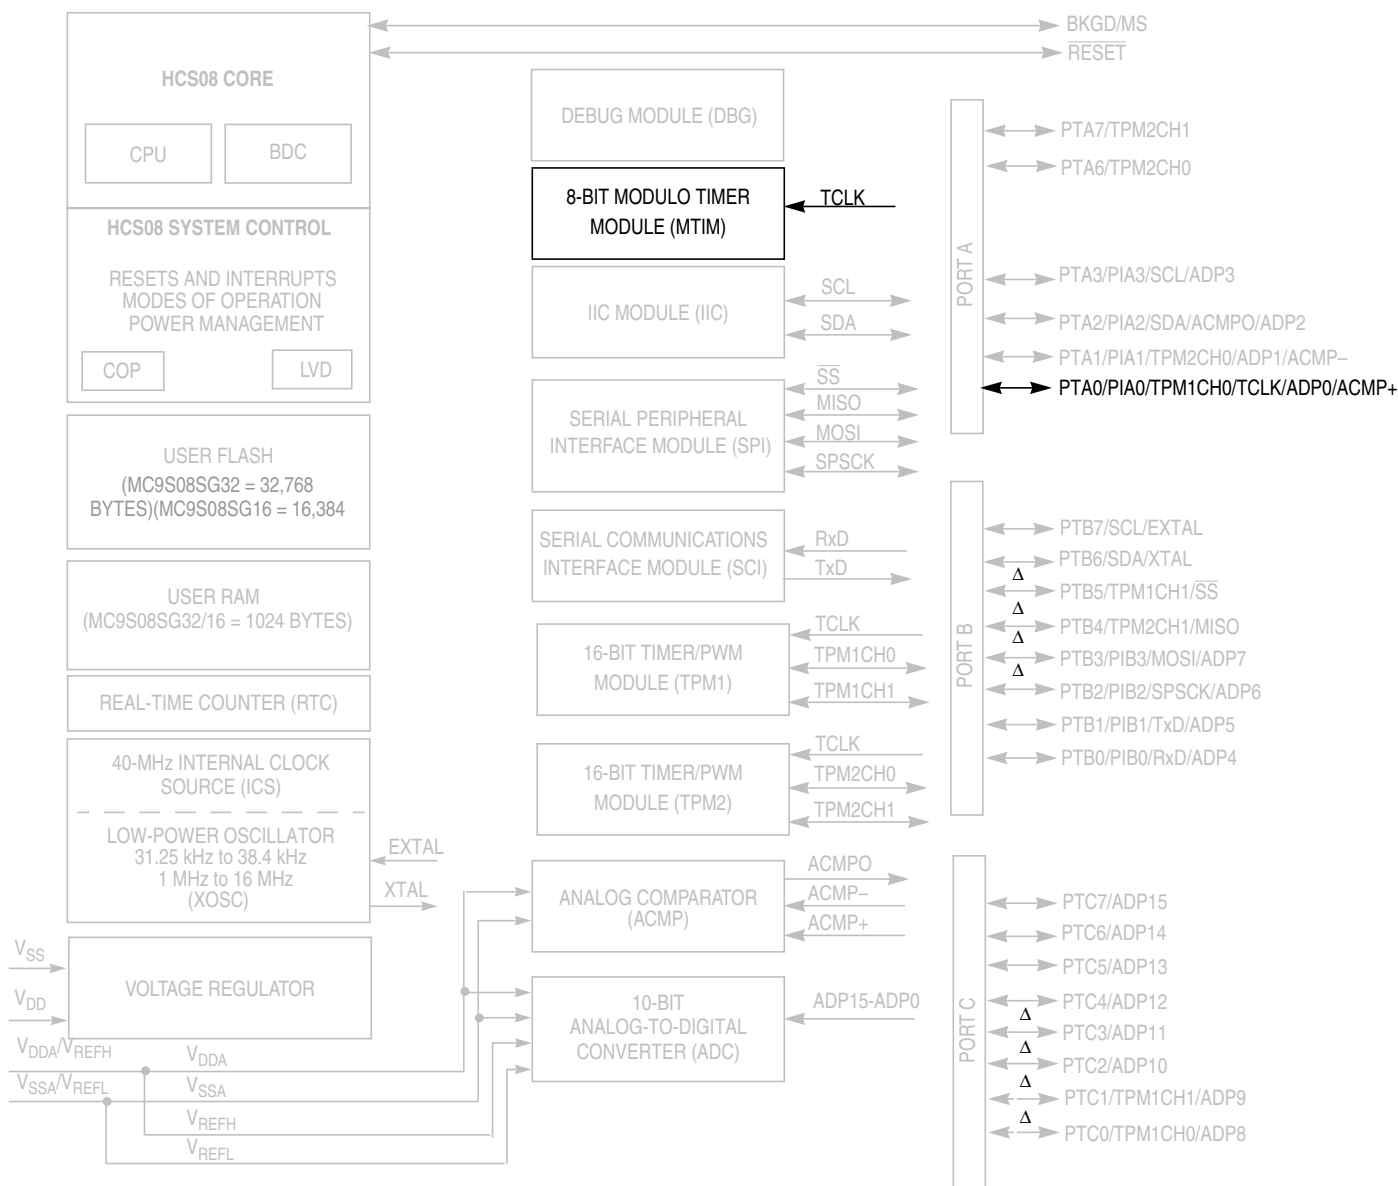 BKGD/MS
RESET
HCS08 CORE
CPU
BDC
HCS08 SYSTEM CONTROL
RESETS AND INTERRUPTS
MODES OF OPERATION
POWER MANAGEMENT
COP
LVD
USER FLASH
(MC9S08SG32 = 32,768
BYTES)(MC9S08SG16 = 16,384
USER RAM
(MC9S08SG32/16 = 1024 BYTES)
REAL-TIME COUNTER (RTC)
40-MHz INTERNAL CLOCK
SOURCE (ICS)
LOW-POWER OSCILLATOR
31.25 kHz to 38.4 kHz
1 MHz to 16 MHz
(XOSC)
EXTAL
XTAL
VSS
VDD
VOLTAGE REGULATOR
VDDA/VREFH
VSSA/VREFL
VDDA
VSSA
VREFH
VREFL
DEBUG MODULE (DBG)
8-BIT MODULO TIMER
MODULE (MTIM)
TCLK
IIC MODULE (IIC)
SCL
SDA
SERIAL PERIPHERAL
INTERFACE MODULE (SPI)
SS
MISO
MOSI
SPSCK
SERIAL COMMUNICATIONS
INTERFACE MODULE (SCI)
RxD
TxD
16-BIT TIMER/PWM
MODULE (TPM1)
TCLK
TPM1CH0
TPM1CH1
16-BIT TIMER/PWM
MODULE (TPM2)
TCLK
TPM2CH0
TPM2CH1
ANALOG COMPARATOR
(ACMP)
ACMPO
ACMP–
ACMP+
10-BIT
ANALOG-TO-DIGITAL
CONVERTER (ADC)
ADP15-ADP0
PORT A
PTA7/TPM2CH1
PTA6/TPM2CH0
PTA3/PIA3/SCL/ADP3
PTA2/PIA2/SDA/ACMPO/ADP2
PTA1/PIA1/TPM2CH0/ADP1/ACMP–
PTA0/PIA0/TPM1CH0/TCLK/ADP0/ACMP+
PORT B
PTB7/SCL/EXTAL
PTB6/SDA/XTAL
Δ
PTB5/TPM1CH1/SS
Δ
PTB4/TPM2CH1/MISO
Δ
PTB3/PIB3/MOSI/ADP7
Δ
PTB2/PIB2/SPSCK/ADP6
PTB1/PIB1/TxD/ADP5
PTB0/PIB0/RxD/ADP4
PORT C
PTC7/ADP15
PTC6/ADP14
PTC5/ADP13
PTC4/ADP12
Δ
PTC3/ADP11
Δ
PTC2/ADP10
Δ
PTC1/TPM1CH1/ADP9
Δ
PTC0/TPM1CH0/ADP8